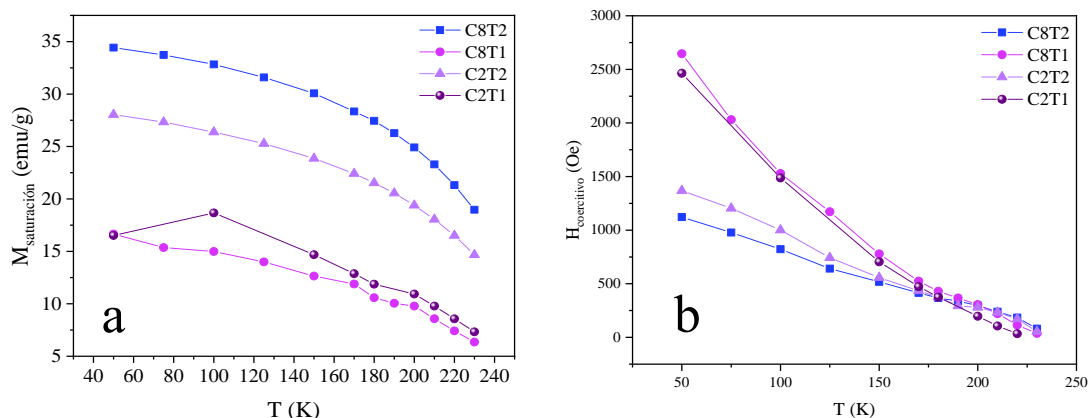 35
30
25
20
15
10
5
M saturación (emu/g)
40 60 80 100 120 140 160 180 200 220 240
T (K)
C8T2
C8T1
C2T2
C2T1
a
3000
2500
2000
1500
1000
500
0
H coercitivo (Oe)
50 100 150 200 250
T (K)
C8T2
C8T1
C2T2
C2T1
b